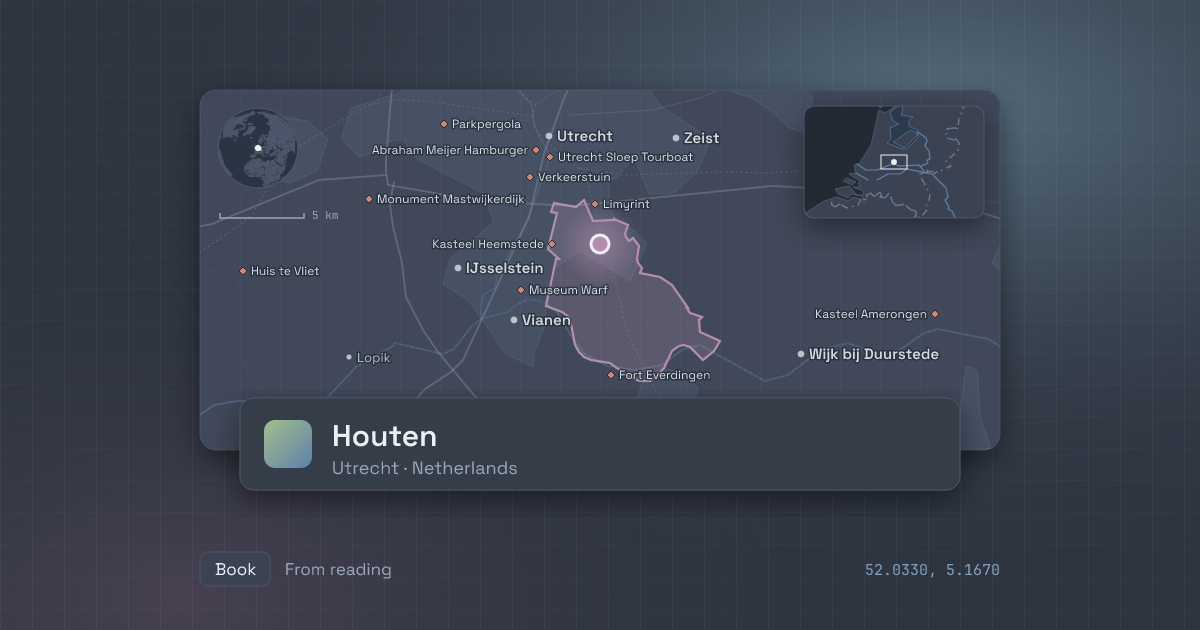 Parkpergola
Utrecht
Zeist
Abraham Meijer Hamburger
Utrecht Sloep Tourboat
Verkeerstuin
Monument Mastwijkerdijk
Limyrint
5 km
Kasteel Heemstede
IJsselstein
Huis te Vliet
Museum Warf
Kasteel Amerongen
Vianen
Lopik
Wijk bij Duurstede
Fort Everdingen
Houten
Utrecht · Netherlands
Book
From reading
52.0330, 5.1670